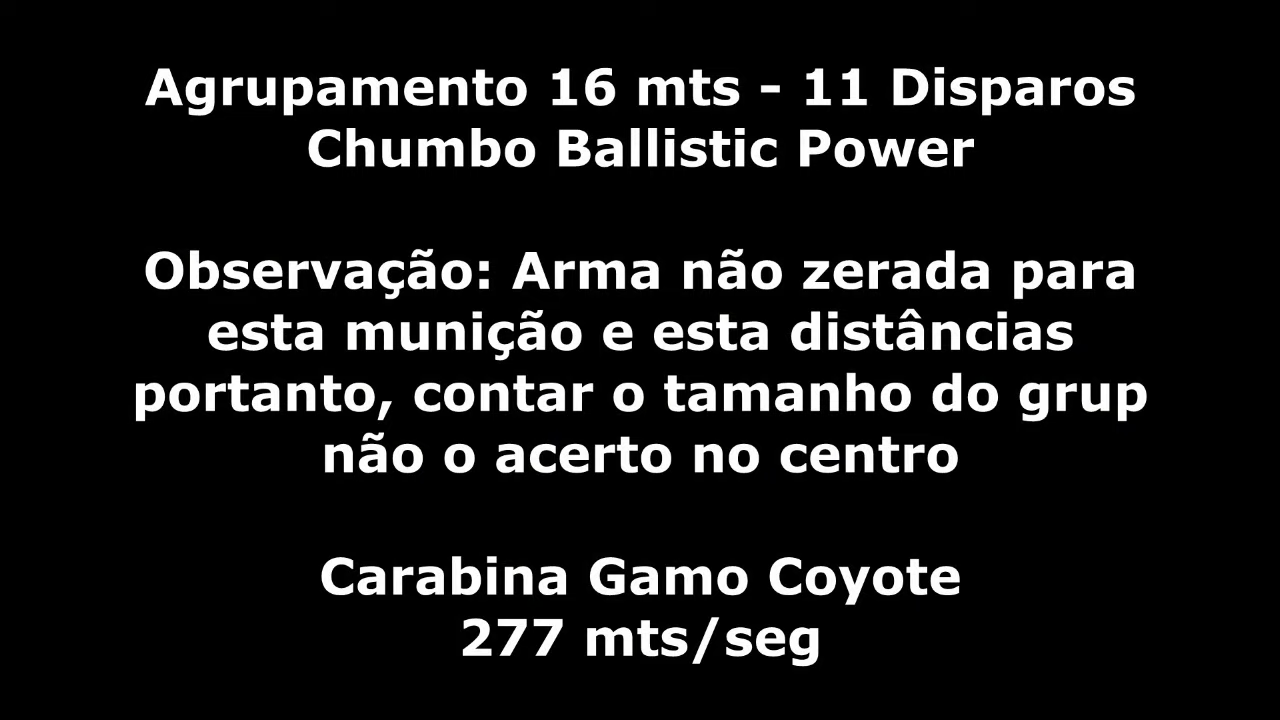 Agrupamento 16 mts - 11 Disparos
Chumbo Ballistic Power
Observação: Arma não zerada para
esta munição e esta distâncias
portanto, contar o tamanho do grup
não o acerto no centro
Carabina Gamo Coyote
277 mts/seg